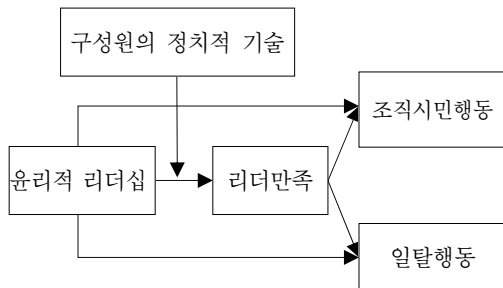 구성원의 정치적 기술
조직시민행동
윤리적 리더십
리더만족
일탈행동